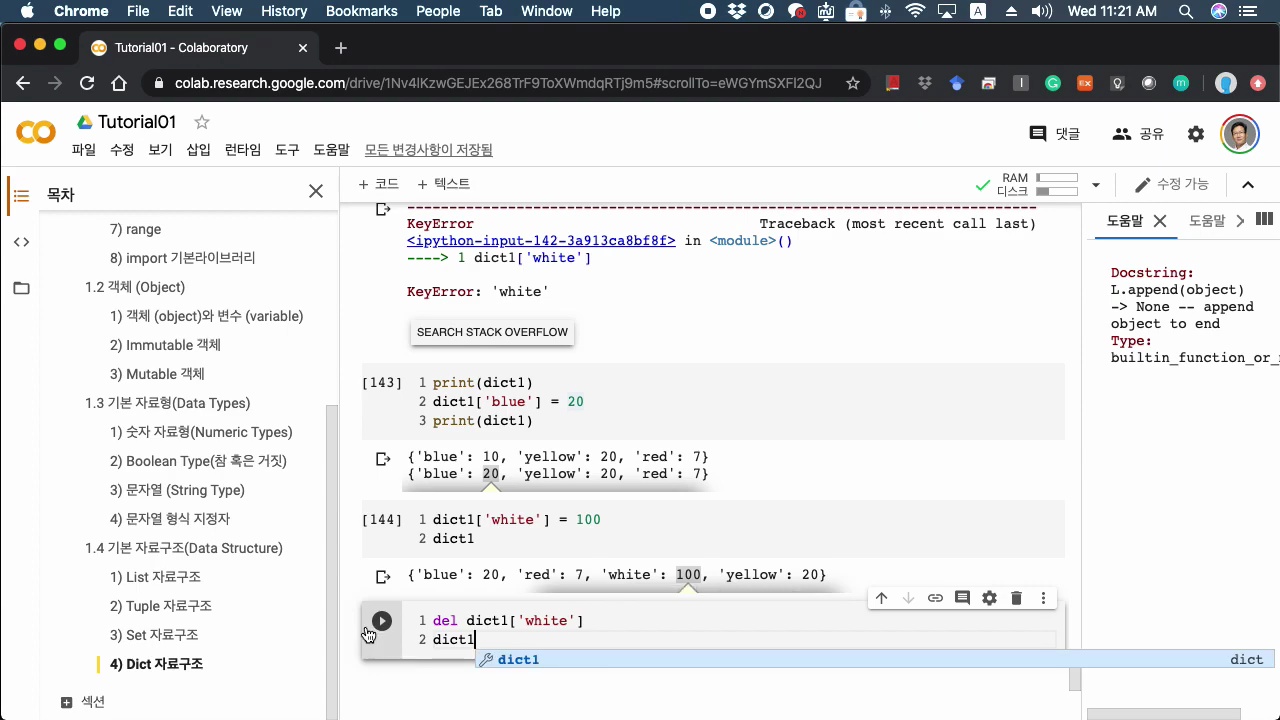 Chrome File Edit View History Bookmarks People Tab Window Help A Wed 11:21 AM
Tutorial01 - Colaboratory
colab.research.google.com/drive/1Nv4lKzwGEJEx268TrF9ToXWmdqRTj9m5#scrollTo=eWGYmSXFl2QJ
Tutorial01
파일 수정 보기 삽입 런타임 도구 도움말 모든 변경사항이 저장됨
댓글 공유
목차
+ 코드 + 텍스트
RAM
디스크
수정 가능
7) range
8) import 기본라이브러리
1.2 객체 (Object)
1) 객체 (object)와 변수 (variable)
2) Immutable 객체
3) Mutable 객체
1.3 기본 자료형(Data Types)
1) 숫자 자료형(Numeric Types)
2) Boolean Type(참 혹은 거짓)
3) 문자열 (String Type)
4) 문자열 형식 지정자
1.4 기본 자료구조(Data Structure)
1) List 자료구조
2) Tuple 자료구조
3) Set 자료구조
4) Dict 자료구조
섹션
KeyError Traceback (most recent call last)
<ipython-input-142-3a913ca8bf8f> in <module>()
----> 1 dict1['white']
KeyError: 'white'
SEARCH STACK OVERFLOW
[143] 1 print(dict1)
2 dict1['blue'] = 20
3 print(dict1)
{'blue': 10, 'yellow': 20, 'red': 7}
{'blue': 20, 'yellow': 20, 'red': 7}
[144] 1 dict1['white'] = 100
2 dict1
{'blue': 20, 'red': 7, 'white': 100, 'yellow': 20}
1 del dict1['white']
2 dict1
dict1 dict
도움말 도움말
Docstring:
L.append(object)
-> None -- append
object to end
Type:
builtin_function_or_